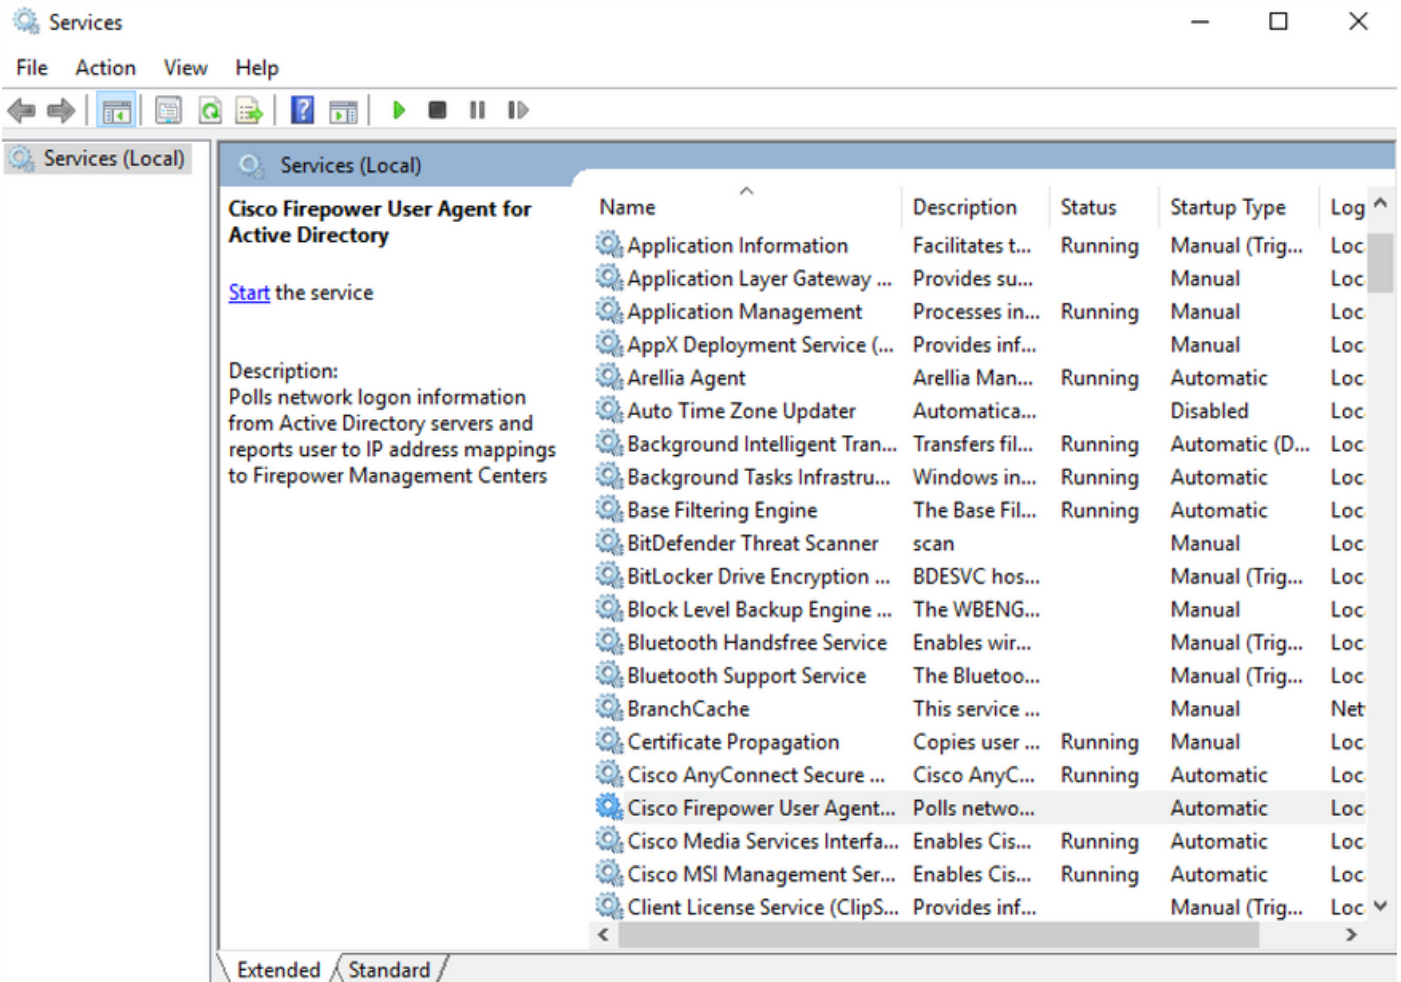 Services
File Action View Help
Services (Local)
Services (Local)
Cisco Firepower User Agent for
Active Directory
Start the service
Description:
Polls network logon information
from Active Directory servers and
reports user to IP address mappings
to Firepower Management Centers
Name Description Status Startup Type Log
Application Information Facilitates t... Running Manual (Trig... Loc
Application Layer Gateway ... Provides su... Manual Loc
Application Management Processes in... Running Manual Loc
AppX Deployment Service (... Provides inf... Manual Loc
Arellia Agent Arellia Man... Running Automatic Loc
Auto Time Zone Updater Automatica... Disabled Loc
Background Intelligent Tran... Transfers fil... Running Automatic (D... Loc
Background Tasks Infrastru... Windows in... Running Automatic Loc
Base Filtering Engine The Base Fil... Running Automatic Loc
BitDefender Threat Scanner scan Manual Loc
BitLocker Drive Encryption ... BDESVC hos... Manual (Trig... Loc
Block Level Backup Engine ... The WBENG... Manual Loc
Bluetooth Handsfree Service Enables wir... Manual (Trig... Loc
Bluetooth Support Service The Bluetoo... Manual (Trig... Loc
BranchCache This service ... Manual Net
Certificate Propagation Copies user ... Running Manual Loc
Cisco AnyConnect Secure ... Cisco AnyC... Running Automatic Loc
Cisco Firepower User Agent... Polls netwo... Automatic Loc
Cisco Media Services Interfa... Enables Cis... Running Automatic Loc
Cisco MSI Management Ser... Enables Cis... Running Automatic Loc
Client License Service (ClipS... Provides inf... Manual (Trig... Loc
Extended Standard